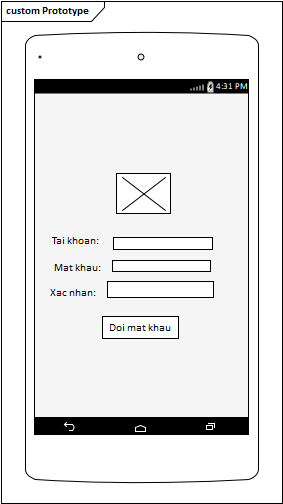 custom Prototype
4:31 PM
Tai khoan:
Mat khau:
Xac nhan:
Doi mat khau